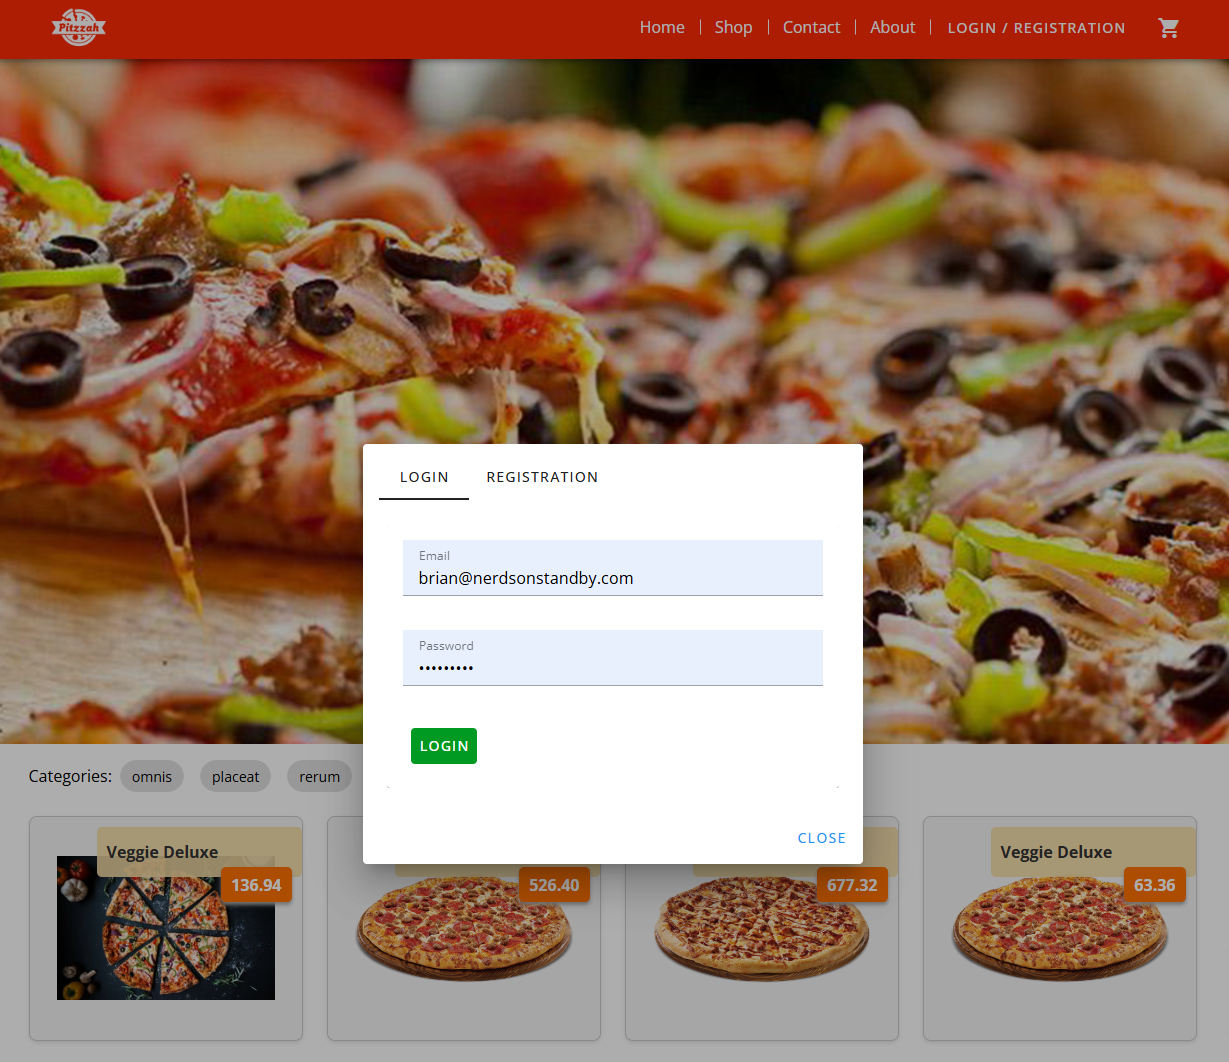 Pitzzah
Home
Shop
Contact
About
LOGIN / REGISTRATION
LOGIN
REGISTRATION
Email
brian@nerdsonstandby.com
Password
•••••••••
LOGIN
CLOSE
Categories:
omnis
placeat
rerum
Veggie Deluxe
136.94
526.40
677.32
Veggie Deluxe
63.36